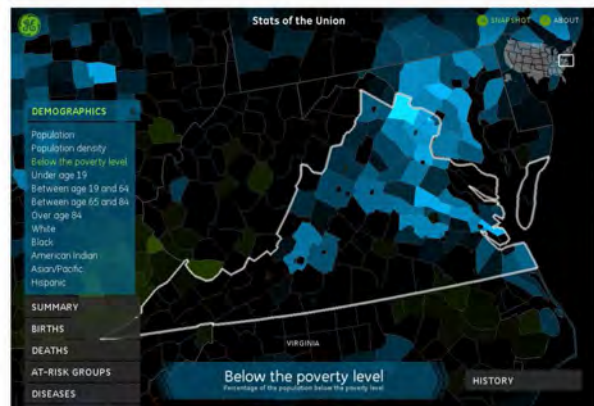 Stats of the Union
SNAPSHOT
ABOUT
DEMOGRAPHICS
Population
Population density
Below the poverty level
Under age 19
Between age 19 and 64
Between age 65 and 84
Over age 84
White
Black
American Indian
Asian/Pacific
Hispanic
SUMMARY
BIRTHS
DEATHS
AT-RISK GROUPS
DISEASES
VIRGINIA
Below the poverty level
Percentage of the population below the poverty level
HISTORY